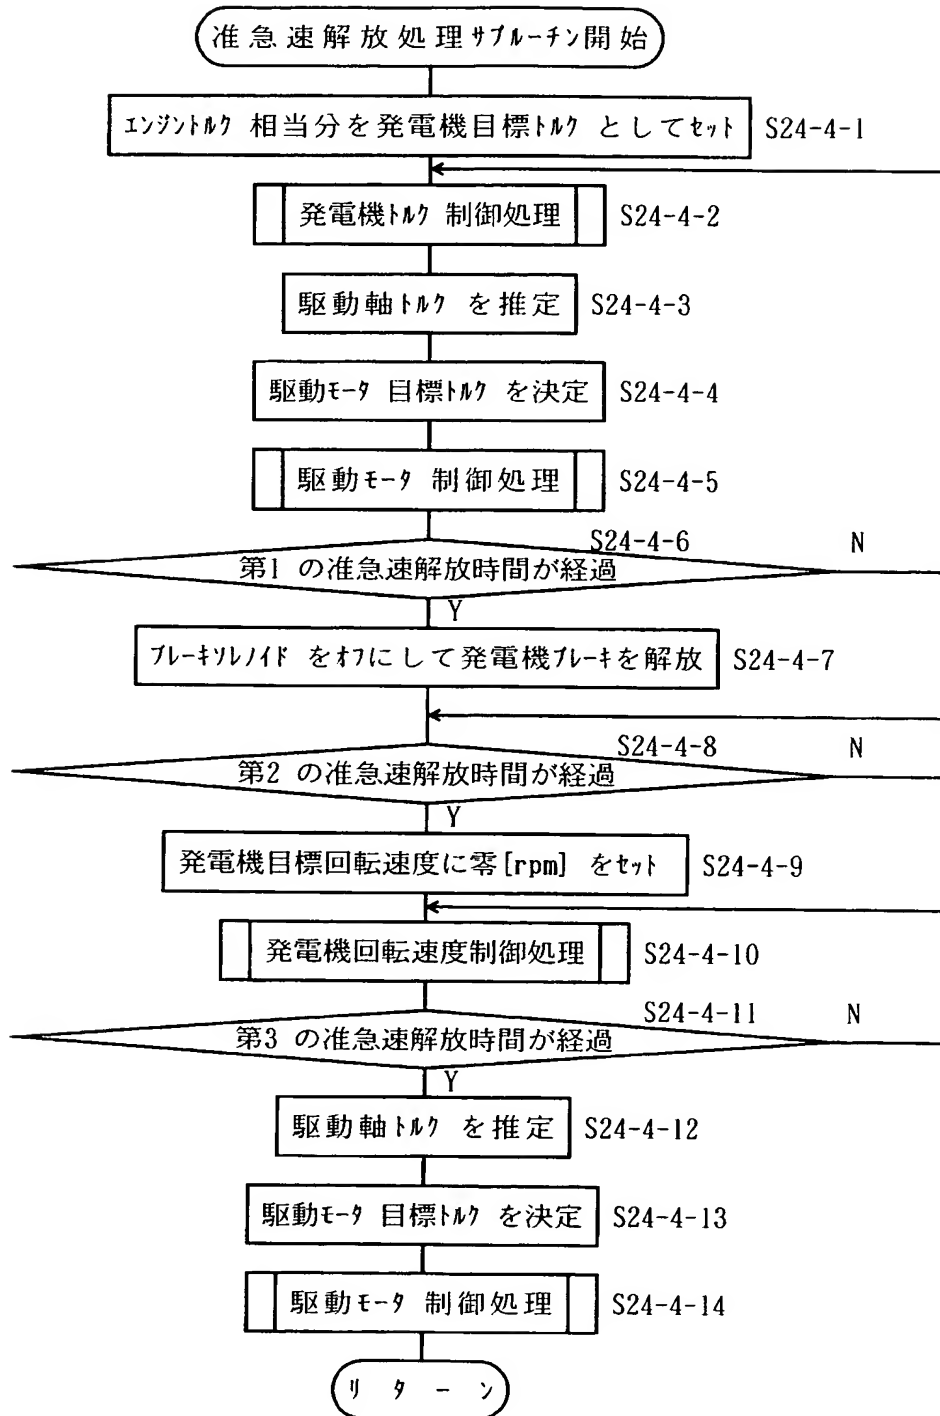 准急速解放処理ｻﾌﾞﾙｰﾁﾝ開始
ｴﾝｼﾞﾝﾄﾙｸ 相当分を発電機目標ﾄﾙｸ としてｾｯﾄ S24-4-1
発電機ﾄﾙｸ 制御処理 S24-4-2
駆動軸ﾄﾙｸ を推定 S24-4-3
駆動ﾓｰﾀ 目標ﾄﾙｸ を決定 S24-4-4
駆動ﾓｰﾀ 制御処理 S24-4-5
S24-4-6 N
第1 の准急速解放時間が経過
Y
ﾌﾞﾚｰｷｿﾚﾉｲﾄﾞ をｵﾌにして発電機ﾌﾞﾚｰｷを解放 S24-4-7
S24-4-8 N
第2 の准急速解放時間が経過
Y
発電機目標回転速度に零[rpm] をｾｯﾄ S24-4-9
発電機回転速度制御処理 S24-4-10
S24-4-11 N
第3 の准急速解放時間が経過
Y
駆動軸ﾄﾙｸ を推定 S24-4-12
駆動ﾓｰﾀ 目標ﾄﾙｸ を決定 S24-4-13
駆動ﾓｰﾀ 制御処理 S24-4-14
ﾘ ﾀ ｰ ﾝ